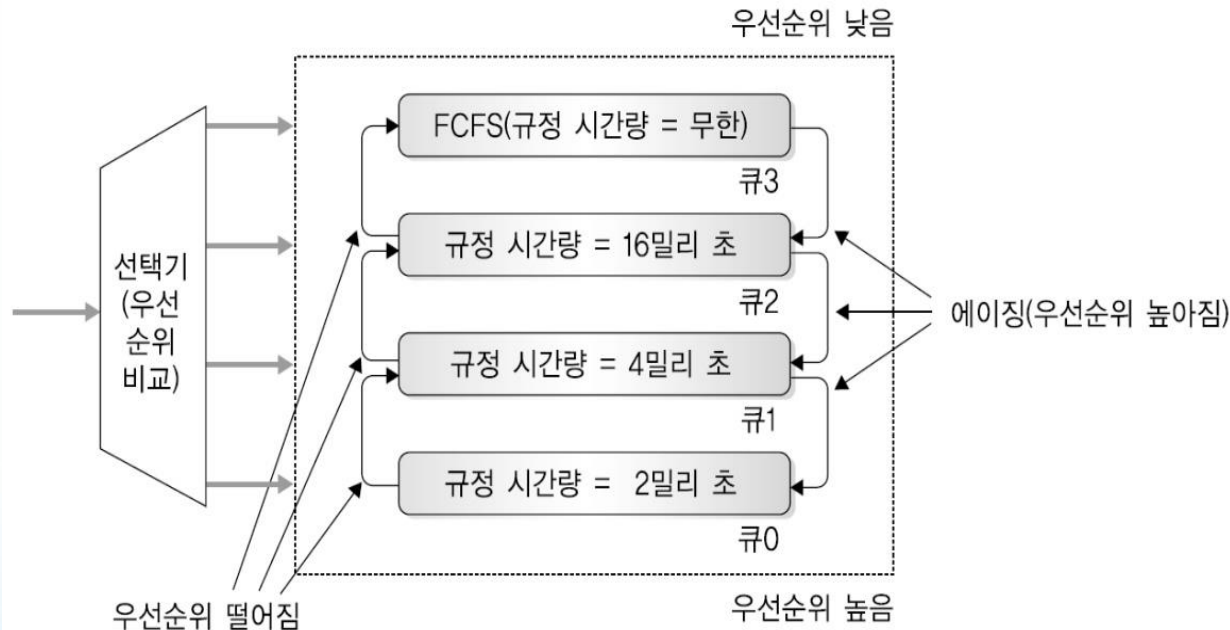 우선순위 낮음
FCFS(규정 시간량 = 무한)
큐3
규정 시간량 = 16밀리 초
큐2
선택기
(우선
순위
비교)
에이징(우선순위 높아짐)
규정 시간량 = 4밀리 초
큐1
규정 시간량 = 2밀리 초
큐0
우선순위 떨어짐
우선순위 높음